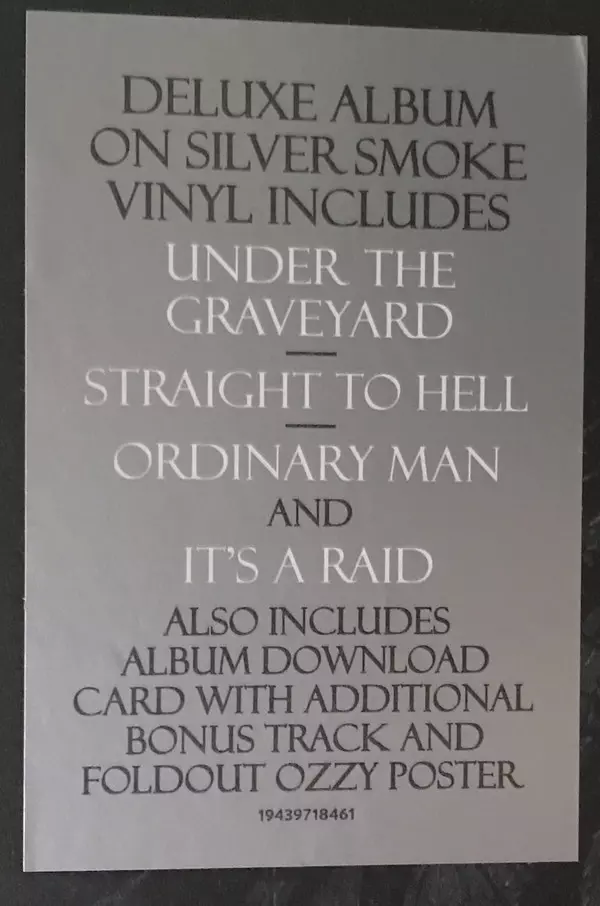 DELUXE ALBUM
ON SILVER SMOKE
VINYL INCLUDES
UNDER THE
GRAVEYARD
STRAIGHT TO HELL
ORDINARY MAN
AND
IT'S A RAID
ALSO INCLUDES
ALBUM DOWNLOAD
CARD WITH ADDITIONAL
BONUS TRACK AND
FOLDOUT OZZY POSTER
19439718461